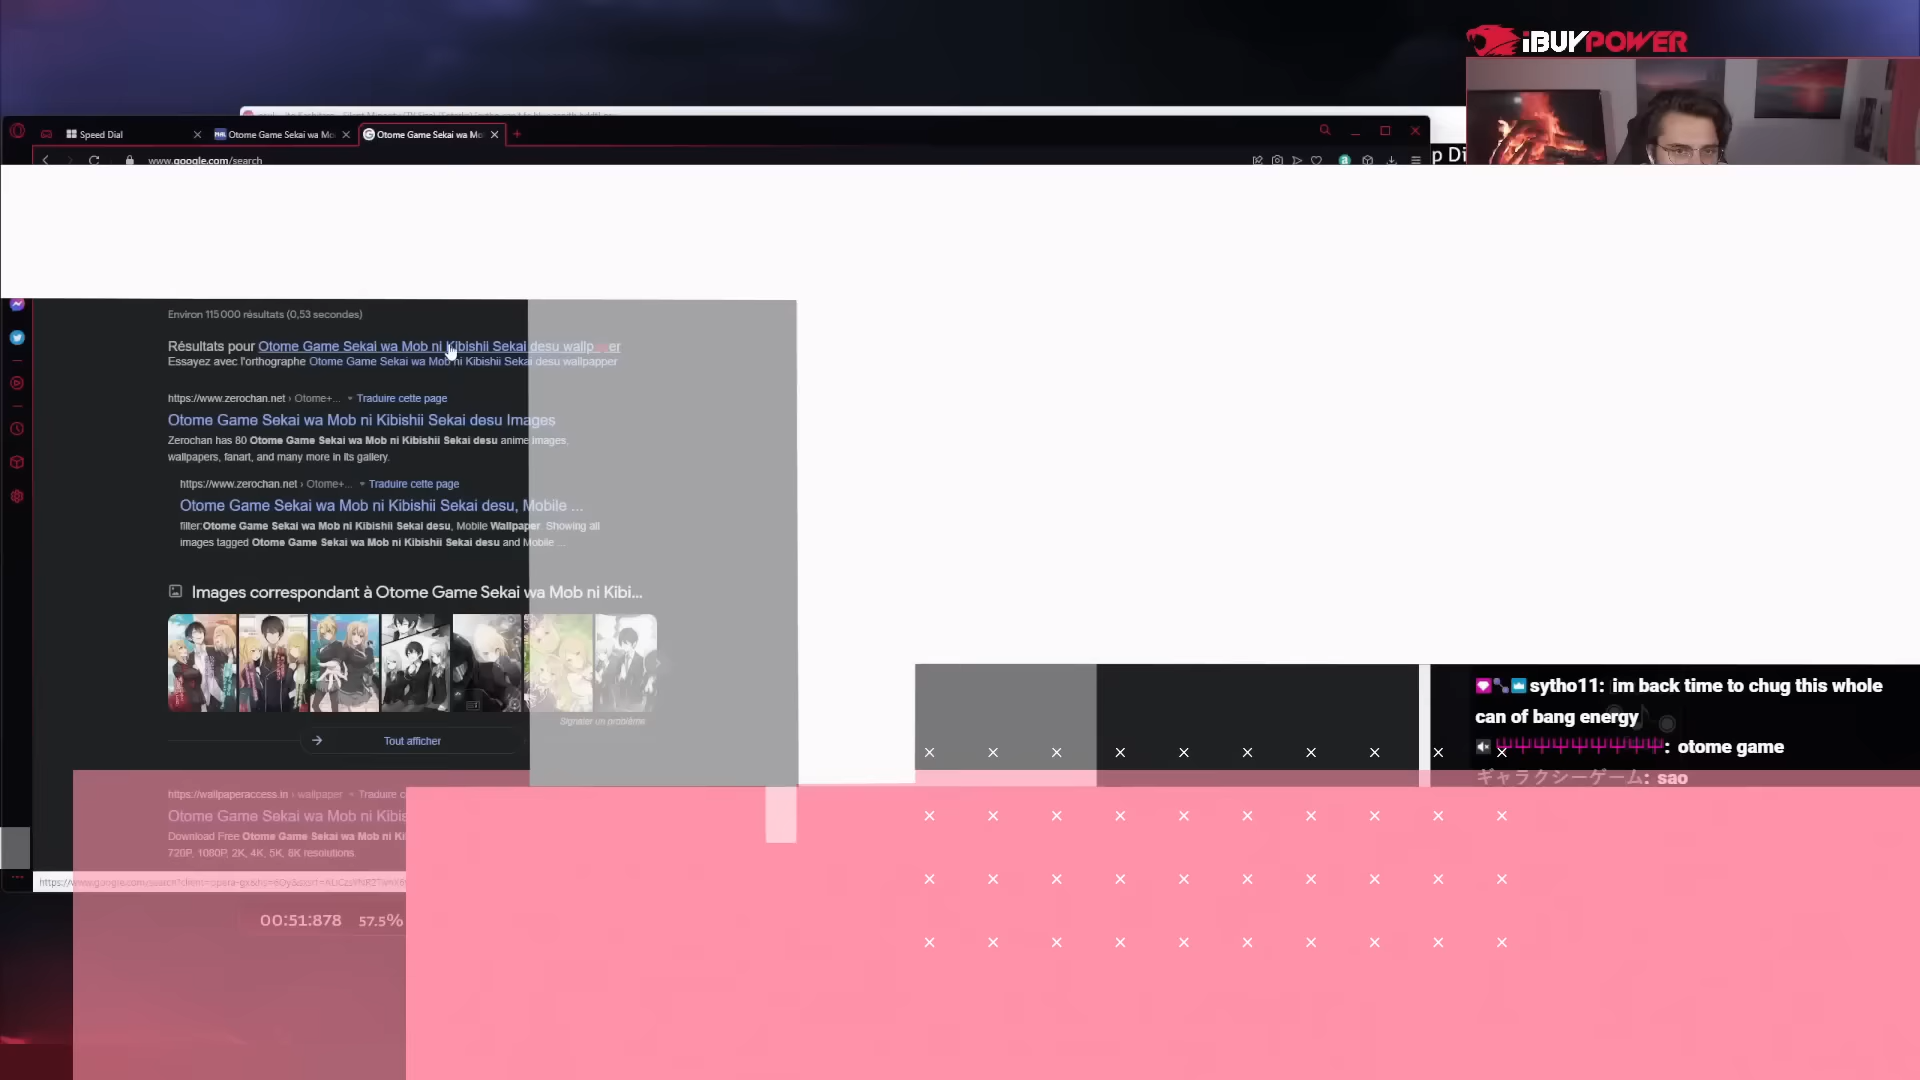 iBUYPOWER
Speed Dial
Otome Game Sekai wa Mo
Otome Game Sekai wa Mo
www.google.com/search
p Di
Environ 115 000 résultats (0,53 secondes)
Résultats pour Otome Game Sekai wa Mob ni Kibishii Sekai desu wallp er
Essayez avec l'orthographe Otome Game Sekai wa Mob ni Kibishii Sekai desu wallpapper
https://www.zerochan.net › Otome+... Traduire cette page
Otome Game Sekai wa Mob ni Kibishii Sekai desu Images
Zerochan has 80 Otome Game Sekai wa Mob ni Kibishii Sekai desu anime images,
wallpapers, fanart, and many more in its gallery.
https://www.zerochan.net › Otome+... Traduire cette page
Otome Game Sekai wa Mob ni Kibishii Sekai desu, Mobile ...
filter:Otome Game Sekai wa Mob ni Kibishii Sekai desu, Mobile Wallpaper. Showing all
images tagged Otome Game Sekai wa Mob ni Kibishii Sekai desu and Mobile ...
Images correspondant à Otome Game Sekai wa Mob ni Kibi...
Signaler un problème
Tout afficher
https://wallpaperaccess.in › wallpaper Traduire c
Otome Game Sekai wa Mob ni Kibis
Download Free Otome Game Sekai wa Mob ni Ki
720P, 1080P, 2K, 4K, 5K, 8K resolutions.
00:51:878 57.5%
sytho11: im back time to chug this whole
can of bang energy
: otome game
ギャラクシーゲーム: sao